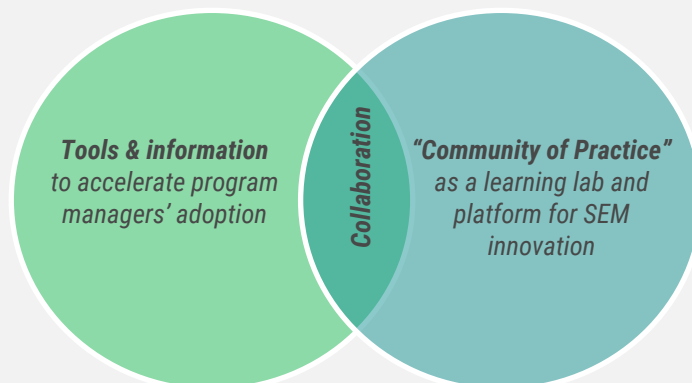 Tools & information
to accelerate program
managers’ adoption
Collaboration
“Community of Practice”
as a learning lab and
platform for SEM
innovation